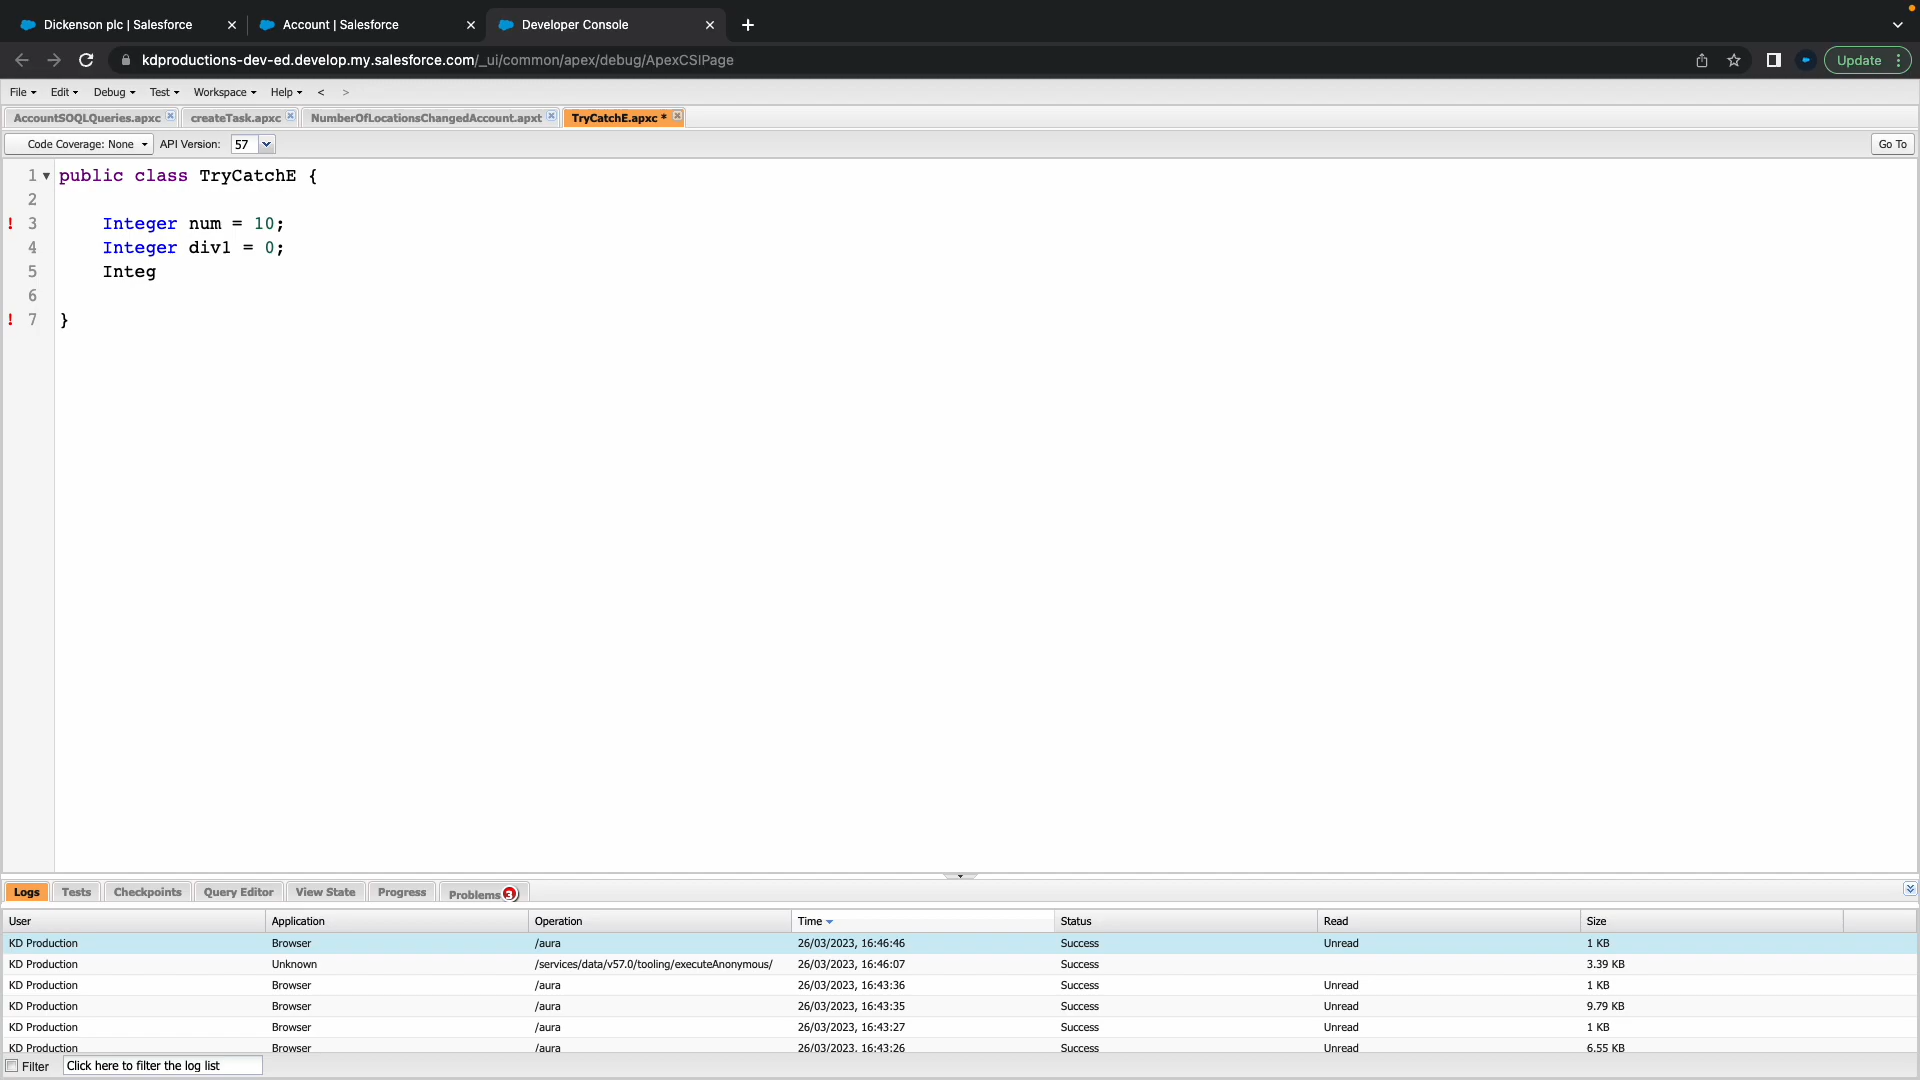 Dickenson plc | Salesforce
Account | Salesforce
Developer Console
kdproductions-dev-ed.develop.my.salesforce.com/_ui/common/apex/debug/ApexCSIPage
Update
File Edit Debug Test Workspace Help < >
AccountSOQLQueries.apxc createTask.apxc NumberOfLocationsChangedAccount.apxt TryCatchE.apxc *
Code Coverage: None API Version: 57 Go To
1 public class TryCatchE {
2
! 3 Integer num = 10;
4 Integer div1 = 0;
5 Integ
6
! 7 }
Logs Tests Checkpoints Query Editor View State Progress Problems 3
User Application Operation Time Status Read Size
KD Production Browser /aura 26/03/2023, 16:46:46 Success Unread 1 KB
KD Production Unknown /services/data/v57.0/tooling/executeAnonymous/ 26/03/2023, 16:46:07 Success 3.39 KB
KD Production Browser /aura 26/03/2023, 16:43:36 Success Unread 1 KB
KD Production Browser /aura 26/03/2023, 16:43:35 Success Unread 9.79 KB
KD Production Browser /aura 26/03/2023, 16:43:27 Success Unread 1 KB
KD Production Browser /aura 26/03/2023, 16:43:26 Success Unread 6.55 KB
Filter Click here to filter the log list